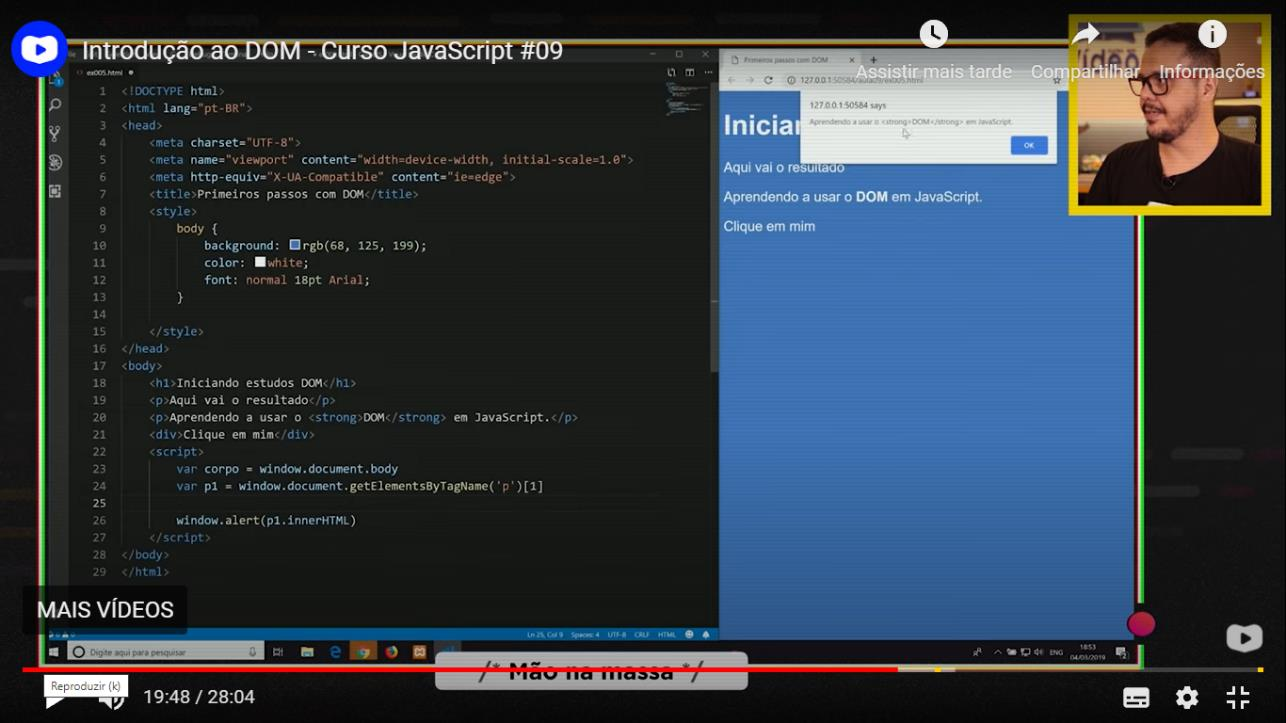 Introdução ao DOM - Curso JavaScript #09
Assistir mais tarde
Compartilhar
Informações
ex005.html
1 <!DOCTYPE html>
2 <html lang="pt-BR">
3 <head>
4 <meta charset="UTF-8">
5 <meta name="viewport" content="width=device-width, initial-scale=1.0">
6 <meta http-equiv="X-UA-Compatible" content="ie=edge">
7 <title>Primeiros passos com DOM</title>
8 <style>
9 body {
10 background: rgb(68, 125, 199);
11 color: white;
12 font: normal 18pt Arial;
13 }
14
15 </style>
16 </head>
17 <body>
18 <h1>Iniciando estudos DOM</h1>
19 <p>Aqui vai o resultado</p>
20 <p>Aprendendo a usar o <strong>DOM</strong> em JavaScript.</p>
21 <div>Clique em mim</div>
22 <script>
23 var corpo = window.document.body
24 var p1 = window.document.getElementsByTagName('p')[1]
25
26 window.alert(p1.innerHTML)
27 </script>
28 </body>
29 </html>
Ln 25, Col 9 Spaces: 4 UTF-8 CRLF HTML
Primeiros passos com DOM
127.0.0.1:50584/aula09/ex005.html
127.0.0.1:50584 says
Aprendendo a usar o <strong>DOM</strong> em JavaScript.
OK
Inicia
Aqui vai o resultado
Aprendendo a usar o DOM em JavaScript.
Clique em mim
vídeo
MAIS VÍDEOS
Digite aqui para pesquisar
ENG
18:53
04/03/2019
/* Mão na massa */
Reproduzir (k)
19:48 / 28:04